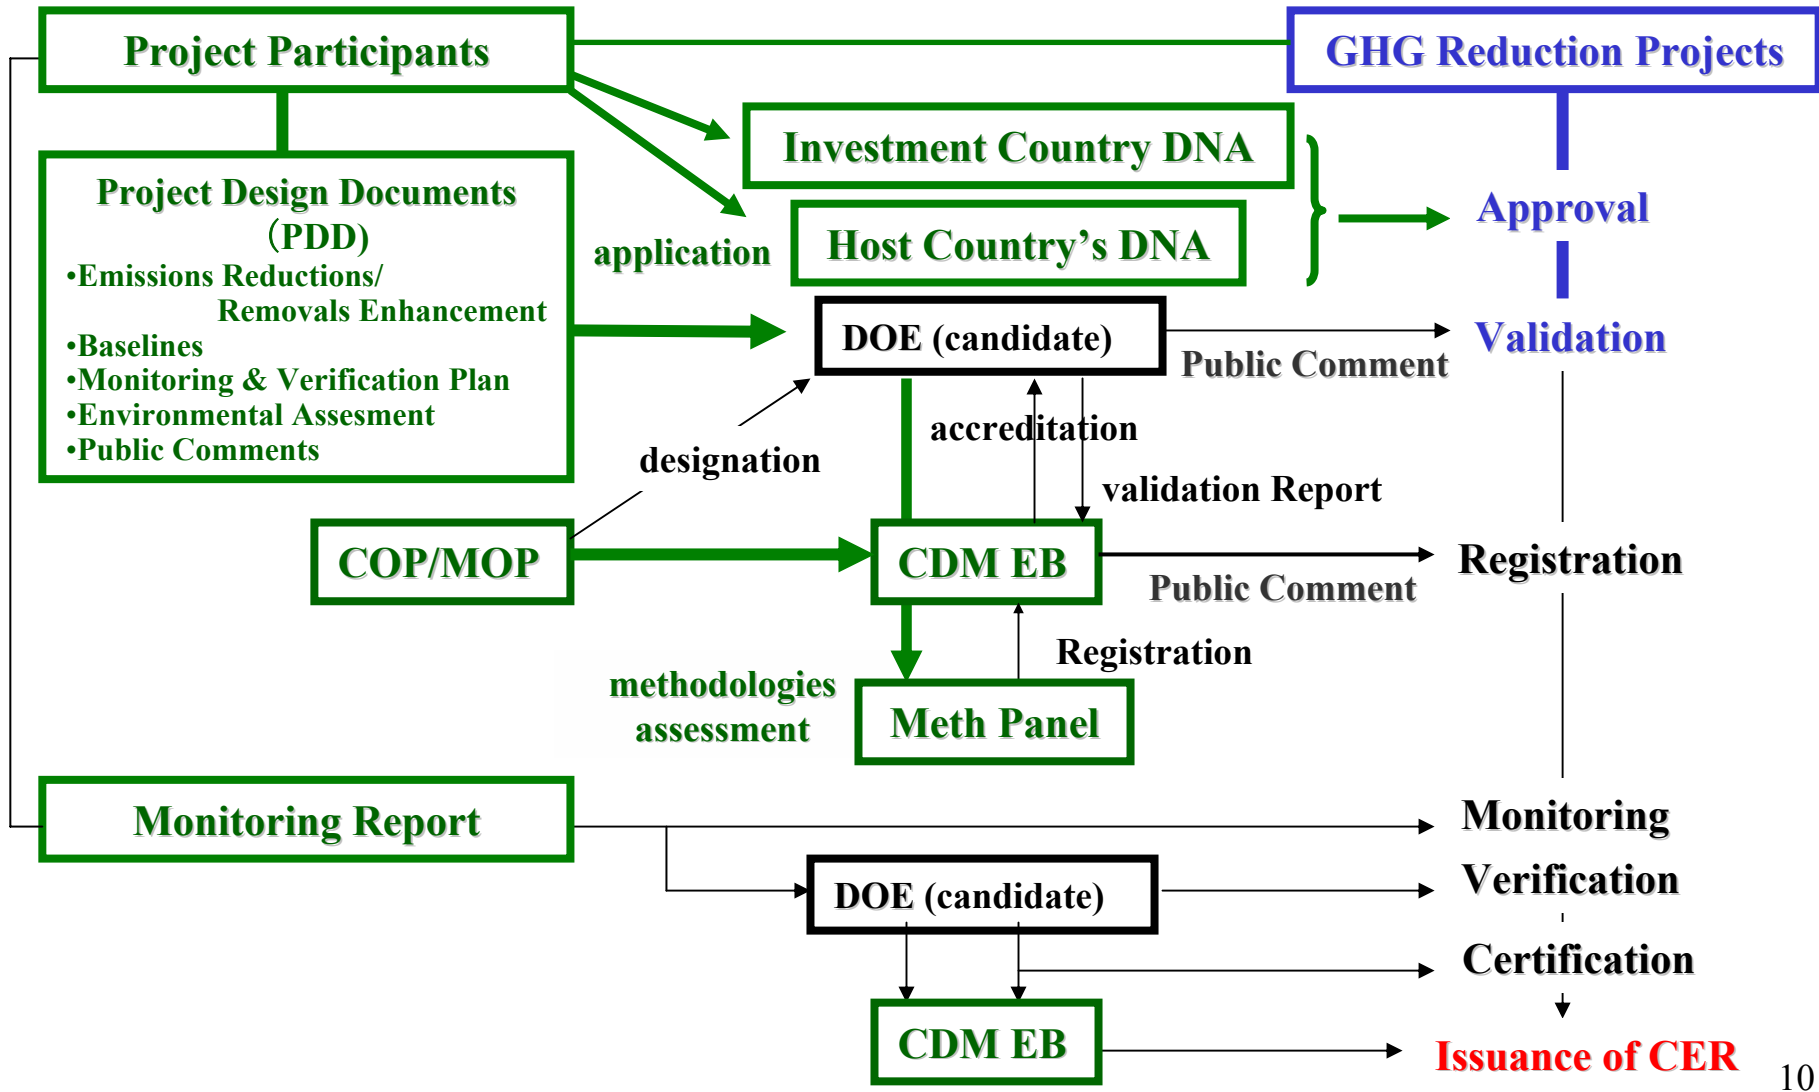 Project Participants
GHG Reduction Projects
Investment Country DNA
Project Design Documents
（PDD)
•Emissions Reductions/
Removals Enhancement
•Baselines
•Monitoring & Verification Plan
•Environmental Assesment
•Public Comments
application
Host Country’s DNA
Approval
DOE (candidate)
Public Comment
Validation
designation
accreditation
validation Report
COP/MOP
CDM EB
Public Comment
Registration
Registration
methodologies
assessment
Meth Panel
Monitoring Report
Monitoring
DOE (candidate)
Verification
Certification
CDM EB
Issuance of CER
10